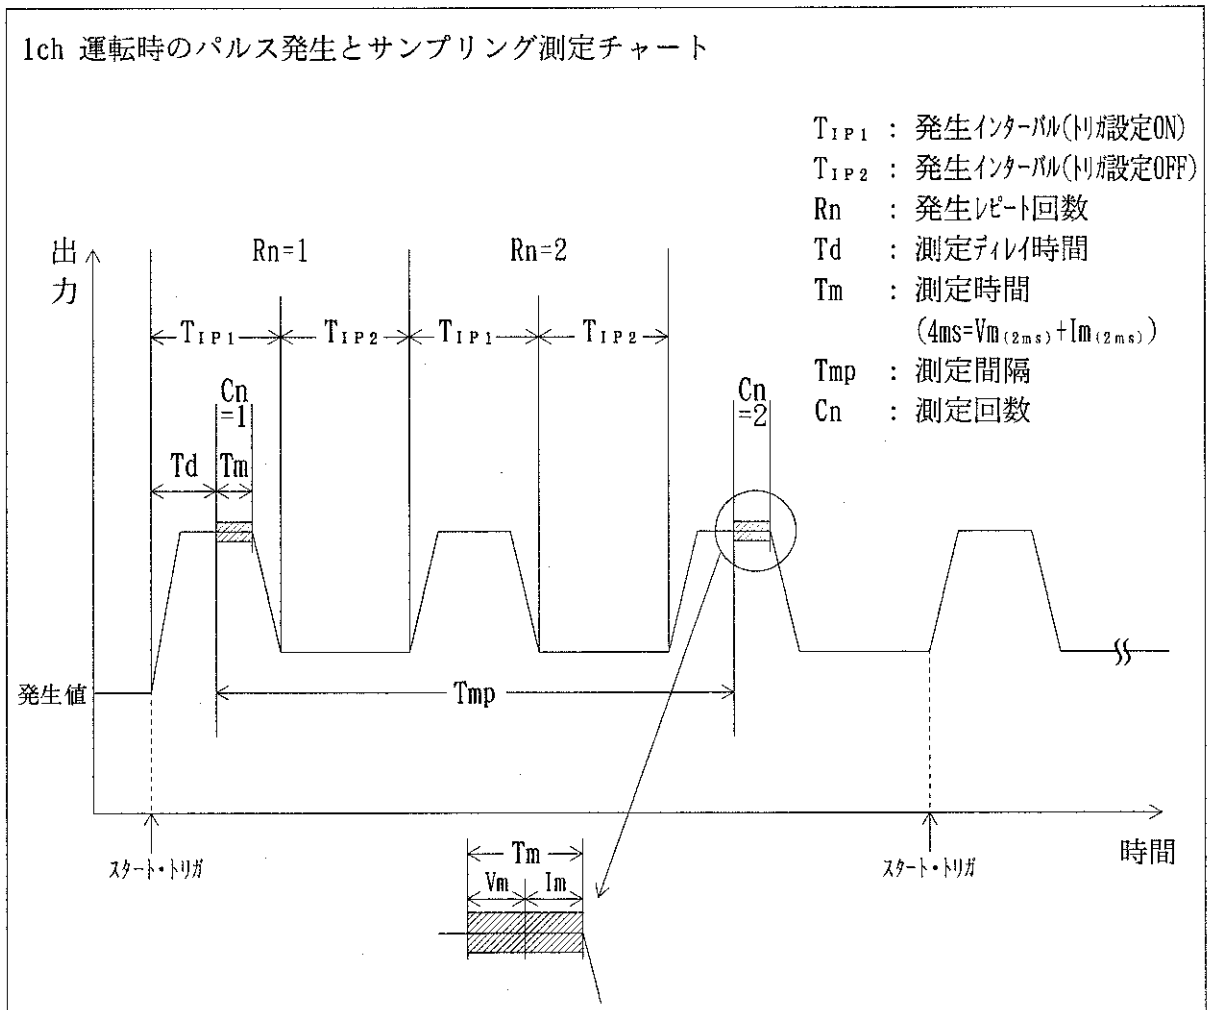 1ch 運転時のパルス発生とサンプリング測定チャート
TIP1 : 発生ｲﾝﾀｰﾊﾞﾙ(ﾄﾘｶﾞ設定ON)
TIP2 : 発生ｲﾝﾀｰﾊﾞﾙ(ﾄﾘｶﾞ設定OFF)
Rn : 発生ﾚﾋﾟｰﾄ回数
Td : 測定ﾃﾞｨﾚｲ時間
Tm : 測定時間
(4ms=Vm(2ms)+Im(2ms))
Tmp : 測定間隔
Cn : 測定回数
出力
Rn=1
Rn=2
TIP1
TIP2
TIP1
TIP2
Cn
=1
Cn
=2
Td
Tm
発生値
Tmp
ｽﾀｰﾄ・ﾄﾘｶﾞ
ｽﾀｰﾄ・ﾄﾘｶﾞ
時間
Tm
Vm
Im